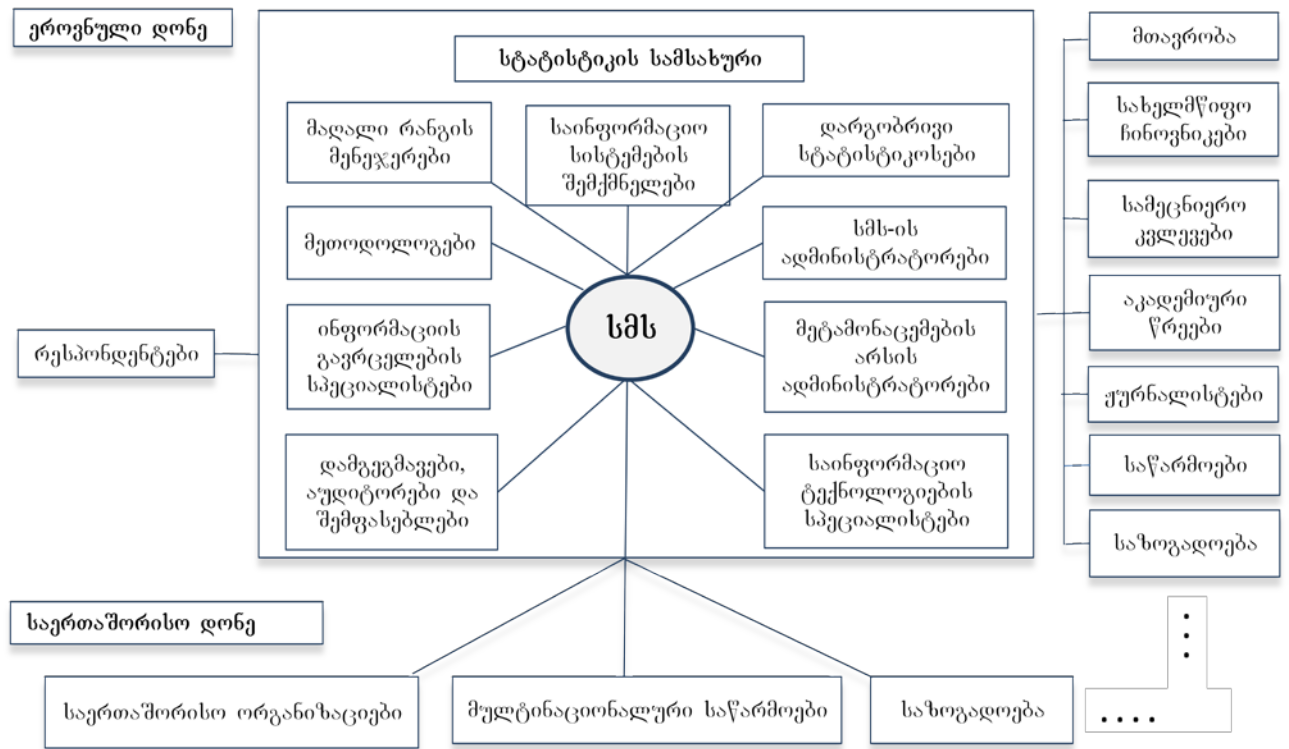 ეროვნული დონე
სტატისტიკის სამსახური
მაღალი რანგის
მენეჯერები
საინფორმაციო
სისტემების
შემქმნელები
დარგობრივი
სტატისტიკოსები
მეთოდოლოგები
სმს-ის
ადმინისტრატორები
სმს
ინფორმაციის
გავრცელების
სპეციალისტები
მეტამონაცემების
არსის
ადმინისტრატორები
დამგეგმავები,
აუდიტორები და
შემფასებლები
საინფორმაციო
ტექნოლოგიების
სპეციალისტები
რესპონდენტები
მთავრობა
სახელმწიფო
ჩინოვნიკები
სამეცნიერო
კვლევები
აკადემიური
წრეები
ჟურნალისტები
საწარმოები
საზოგადოება
საერთაშორისო დონე
საერთაშორისო ორგანიზაციები
მულტინაციონალური საწარმოები
საზოგადოება
....